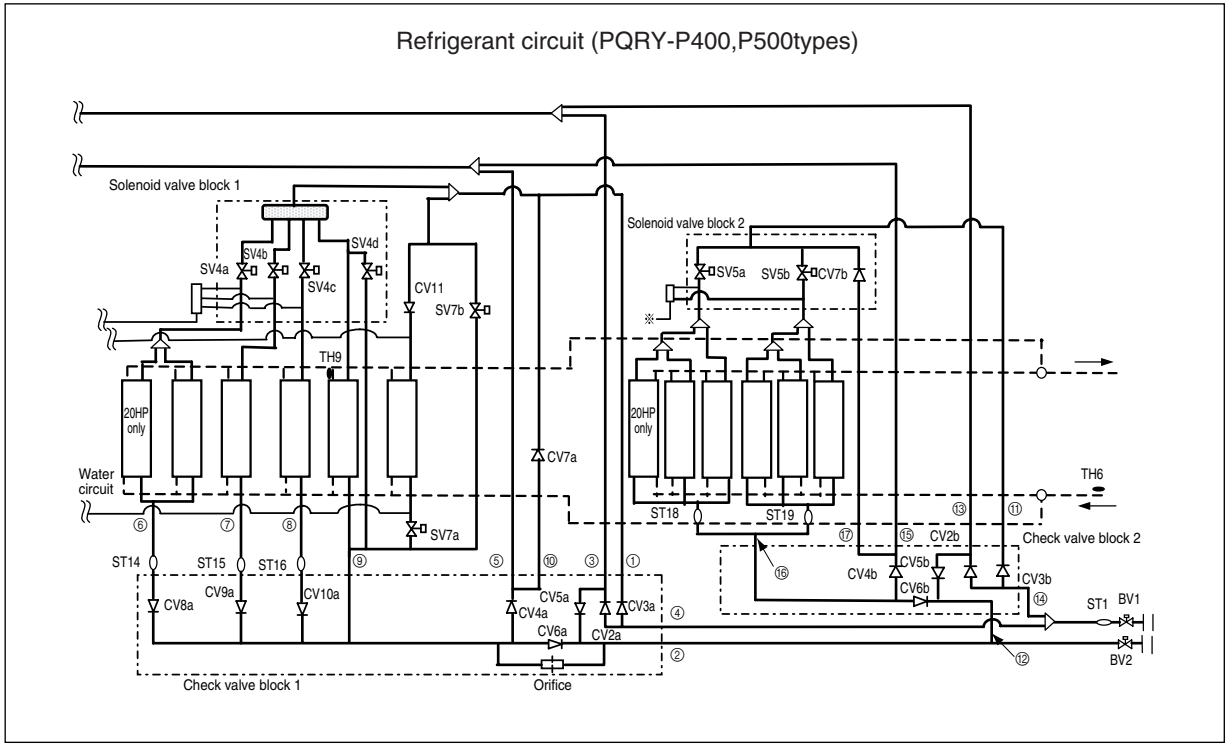 Refrigerant circuit (PQRY-P400,P500types)
Solenoid valve block 1
SV4d
SV4b
SV4a
SV4c
CV11
SV7b
TH9
20HP
only
Water
circuit
⑥
⑦
⑧
SV7a
ST14
ST15
ST16
⑨
⑤
⑩
③
①
CV7a
CV8a
CV9a
CV10a
CV5a
CV4a
CV3a
④
CV6a
CV2a
②
Check valve block 1
Orifice
Solenoid valve block 2
SV5a
SV5b
CV7b
※
20HP
only
TH6
ST18
ST19
⑰
⑮
⑬
⑪
CV2b
Check valve block 2
⑯
CV4b
CV5b
CV6b
CV3b
⑭
ST1
BV1
⑫
BV2